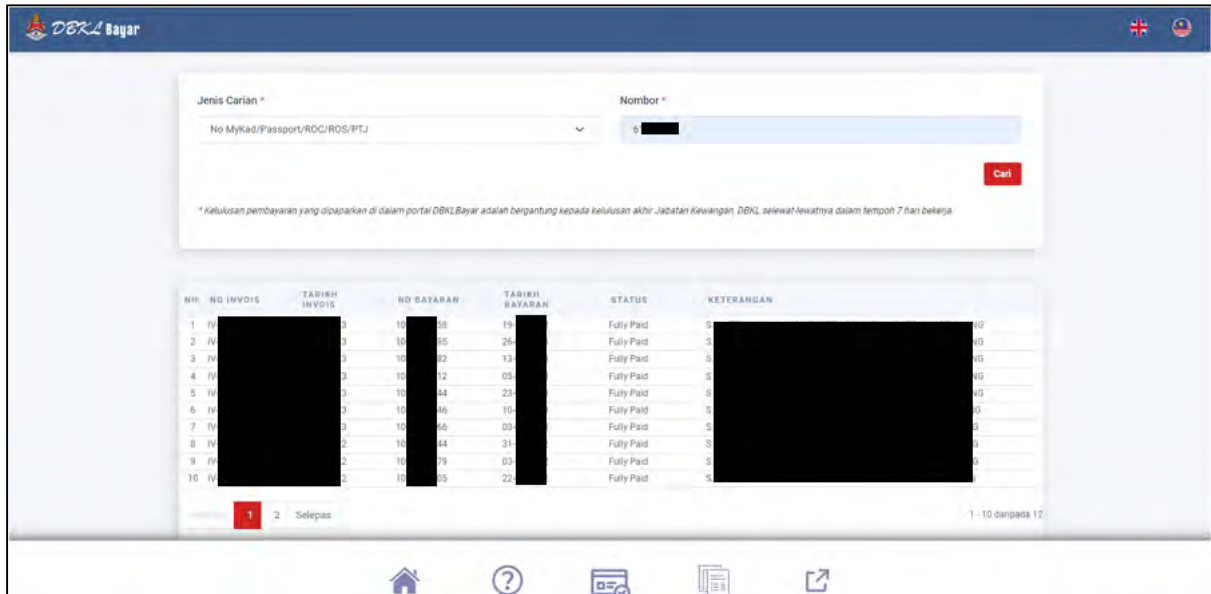 DBKL Bayar
Jenis Carian *
Nombor *
No MyKad/Passport/ROC/ROS/PTJ
6
Cari
* Kelulusan pembayaran yang dipaparkan di dalam portal DBKLBayar adalah bergantung kepada kelulusan akhir Jabatan Kewangan, DBKL selewat-lewatnya dalam tempoh 7 hari bekerja.
NO INVOIS TARIKH INVOIS NO BAYARAN TARIKH BAYARAN STATUS KETERANGAN
1 IV- 3 10 58 19- Fully Paid S NG
2 IV- 3 10 85 26- Fully Paid S NG
3 IV- 3 10 82 13- Fully Paid S NG
4 IV- 3 10 12 05- Fully Paid S NG
5 IV- 3 10 44 23- Fully Paid S NG
6 IV- 3 10 46 10- Fully Paid S
7 IV- 3 10 66 03- Fully Paid S G
8 IV- 2 10 44 31- Fully Paid S G
9 IV- 2 10 79 03- Fully Paid S G
10 IV- 2 10 05 22- Fully Paid S
1 2 Selepas
1 - 10 daripada 12